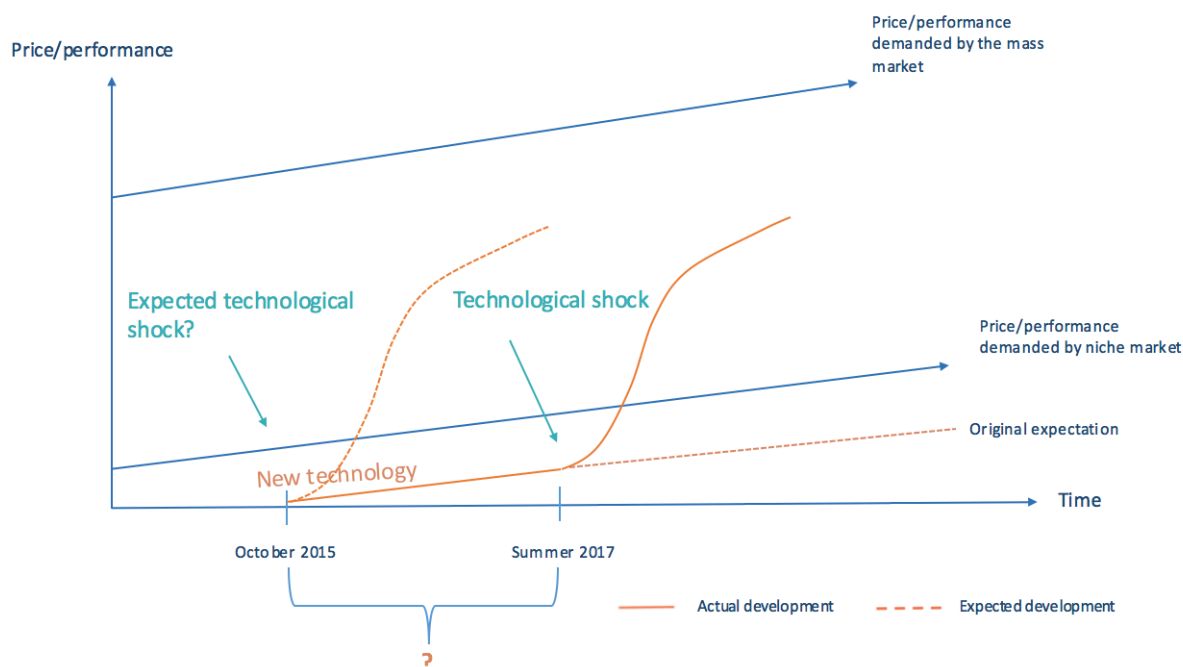 Price/performance
demanded by the mass
market
Price/performance
Expected technological
shock?
Technological shock
Price/performance
demanded by niche market
Original expectation
New technology
Time
October 2015
Summer 2017
Actual development
Expected development
?